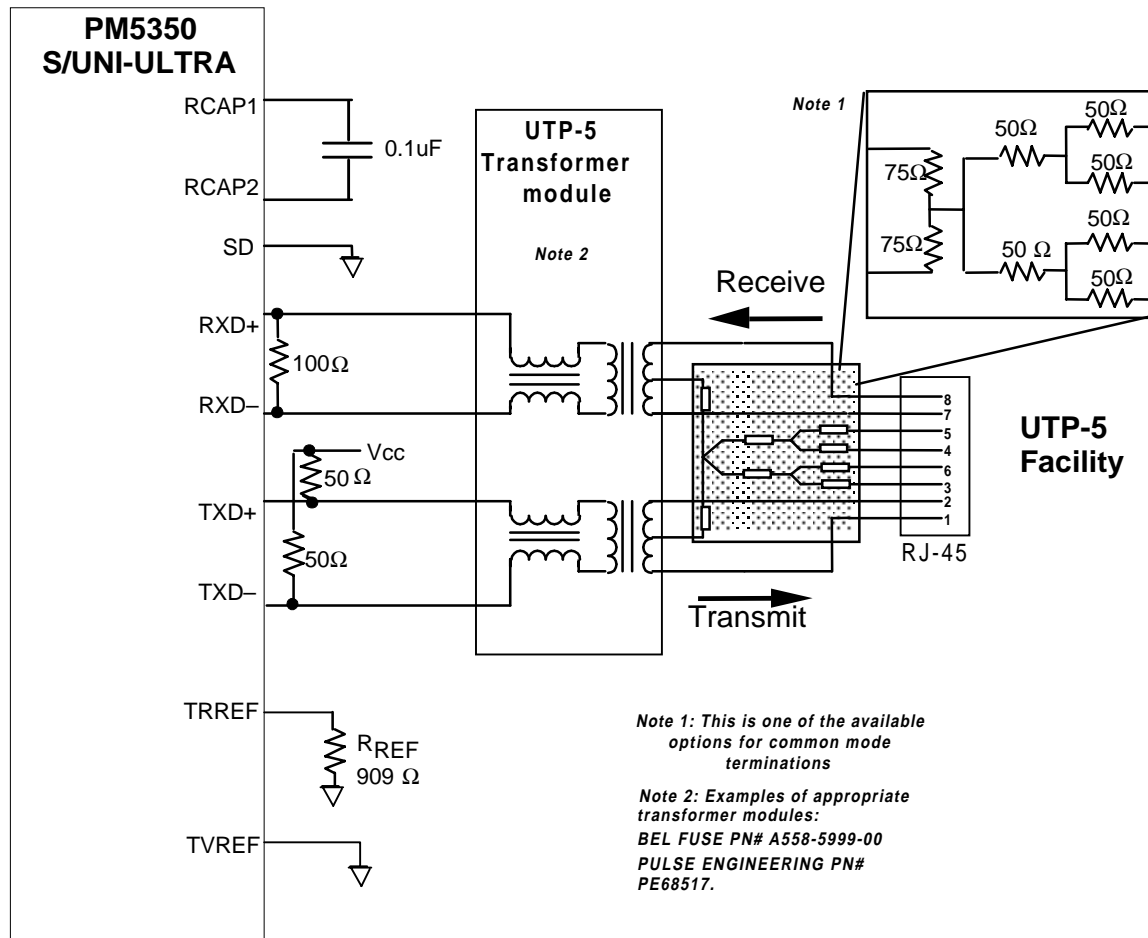 PM5350
S/UNI-ULTRA
RCAP1
RCAP2
0.1uF
SD
RXD+
100Ω
RXD–
Vcc
50Ω
TXD+
50Ω
TXD–
TRREF
RREF
909 Ω
TVREF
UTP-5
Transformer
module
Note 2
Receive
Transmit
Note 1
75Ω
75Ω
50Ω
50Ω
50Ω
50 Ω
50Ω
50Ω
8
7
5
4
6
3
2
1
RJ-45
UTP-5
Facility
Note 1: This is one of the available
options for common mode
terminations
Note 2: Examples of appropriate
transformer modules:
BEL FUSE PN# A558-5999-00
PULSE ENGINEERING PN#
PE68517.